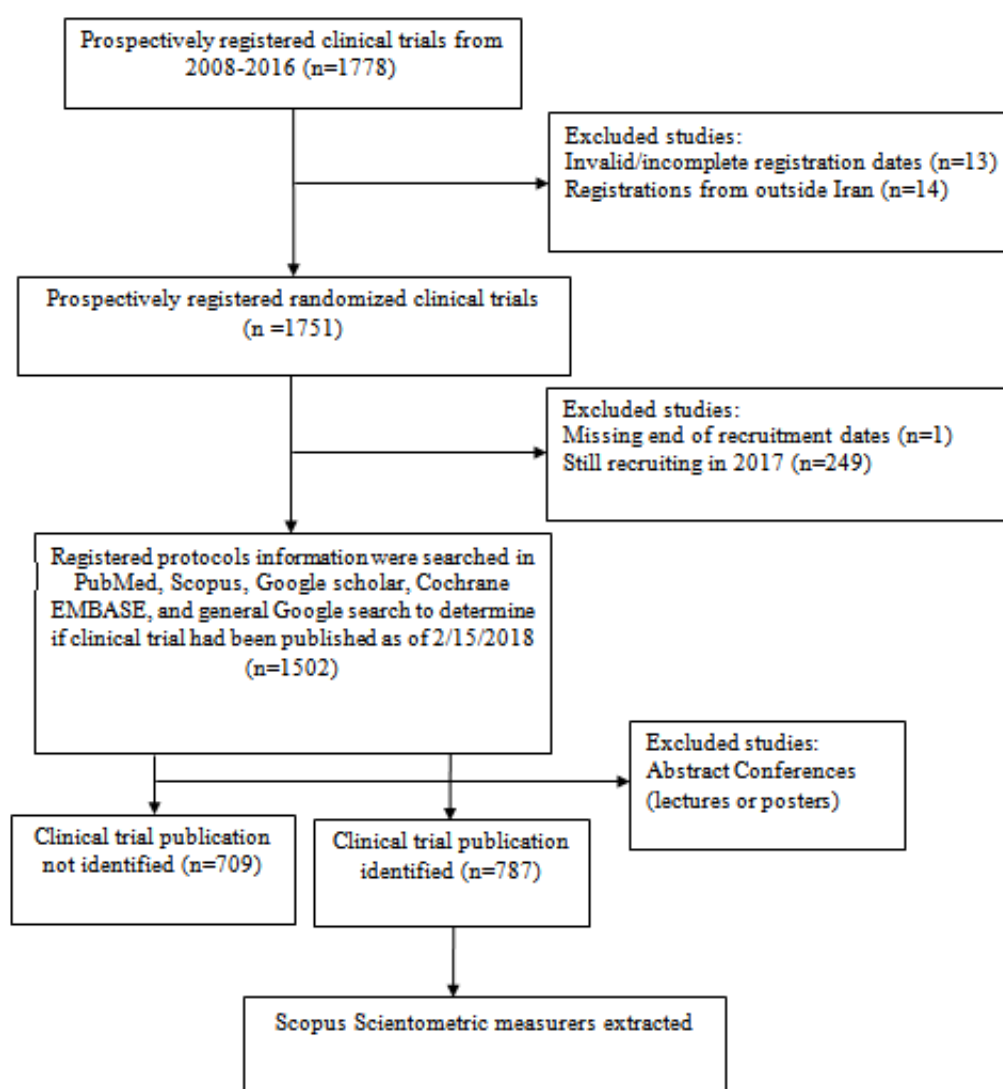 Prospectively registered clinical trials from
2008-2016 (n=1778)
Excluded studies:
Invalid/incomplete registration dates (n=13)
Registrations from outside Iran (n=14)
Prospectively registered randomized clinical trials
(n =1751)
Excluded studies:
Missing end of recruitment dates (n=1)
Still recruiting in 2017 (n=249)
Registered protocols information were searched in
PubMed, Scopus, Google scholar, Cochrane
EMBASE, and general Google search to determine
if clinical trial had been published as of 2/15/2018
(n=1502)
Excluded studies:
Abstract Conferences
(lectures or posters)
Clinical trial publication
not identified (n=709)
Clinical trial publication
identified (n=787)
Scopus Scientometric measurers extracted